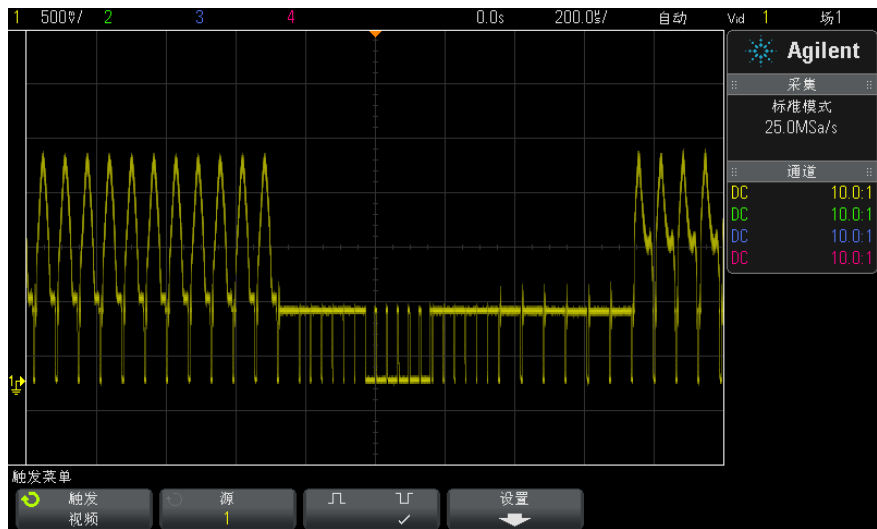 1 500㎷/ 2 3 4 0.0s 200.0㎲/ 自动 Vid 1 场1
Agilent
采集
标准模式
25.0MSa/s
通道
DC 10.0:1
DC 10.0:1
DC 10.0:1
DC 10.0:1
1
触发菜单
触发 源 设置
视频 1